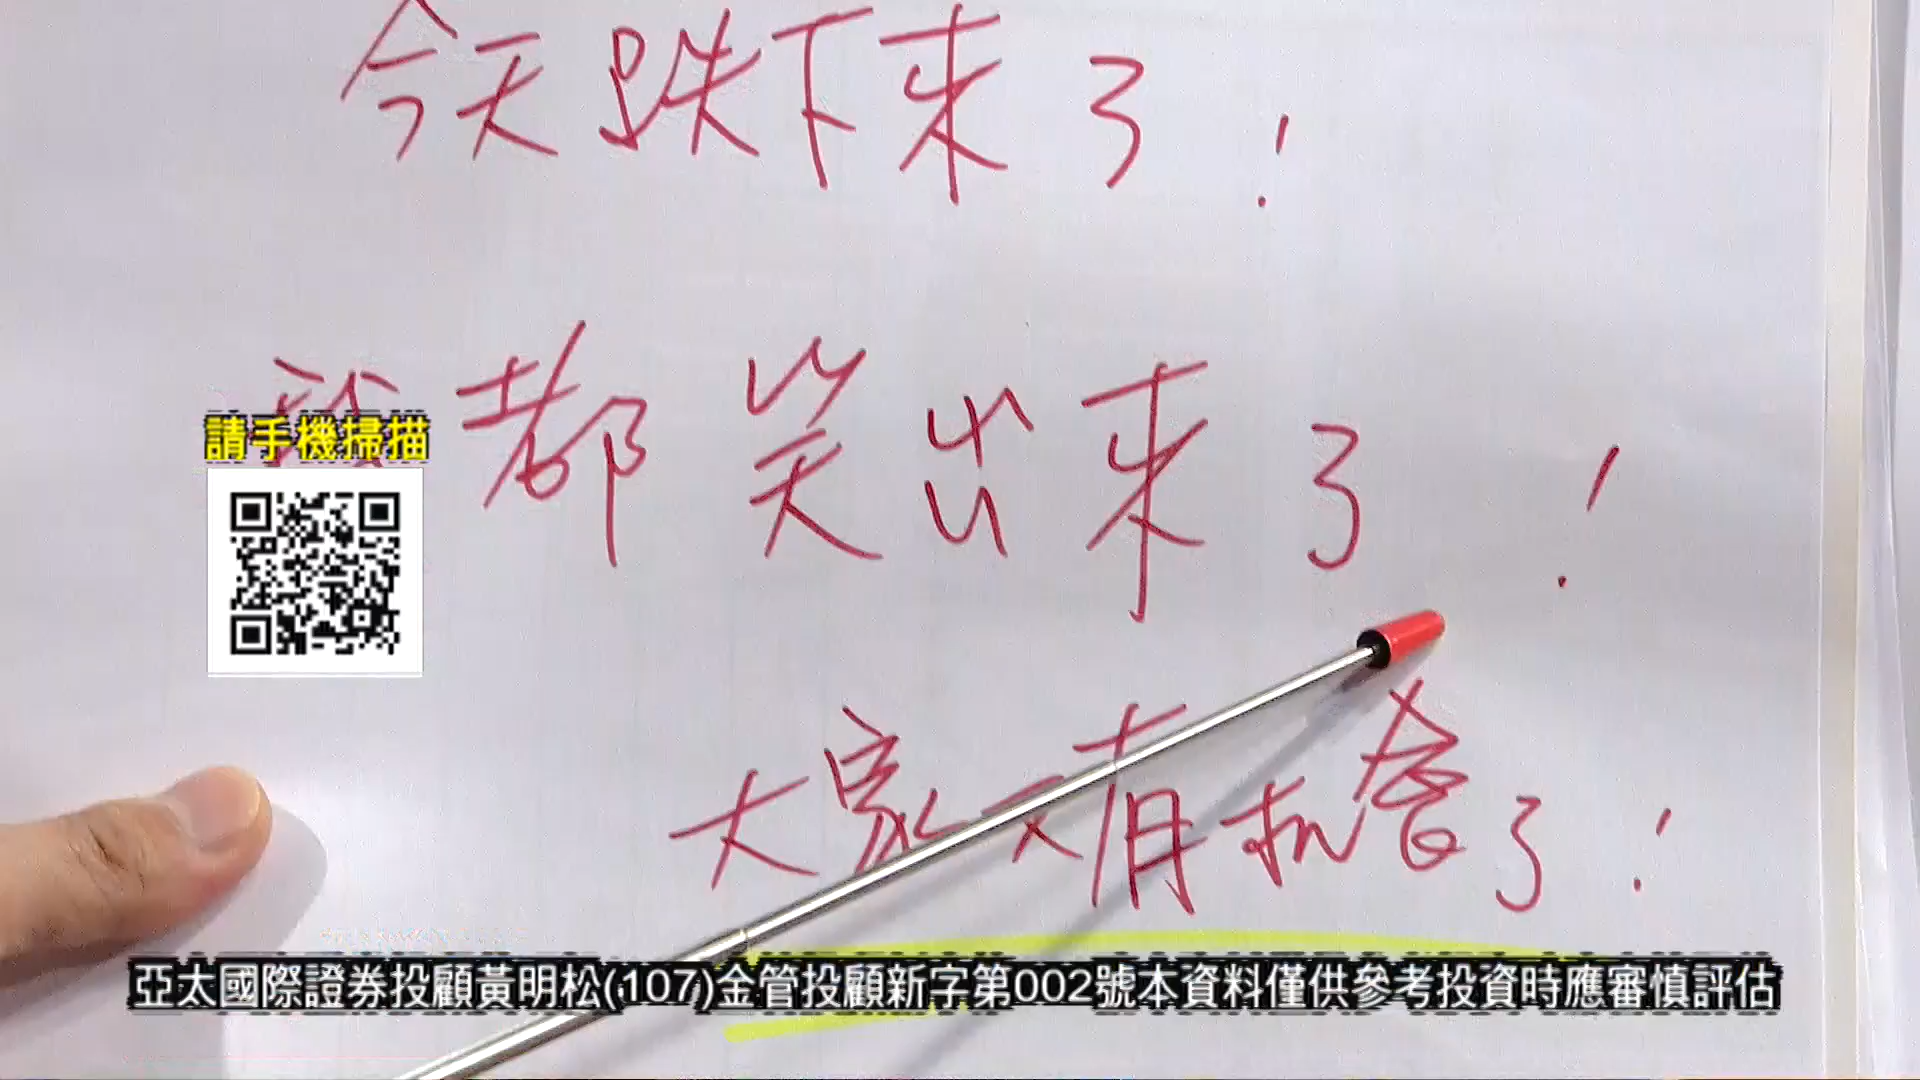 今天跌下來了!
我都笑出來了!
請手機掃描
大家又有機會了!
亞太國際證券投顧黃明松(107)金管投顧新字第002號本資料僅供參考投資時應審慎評估